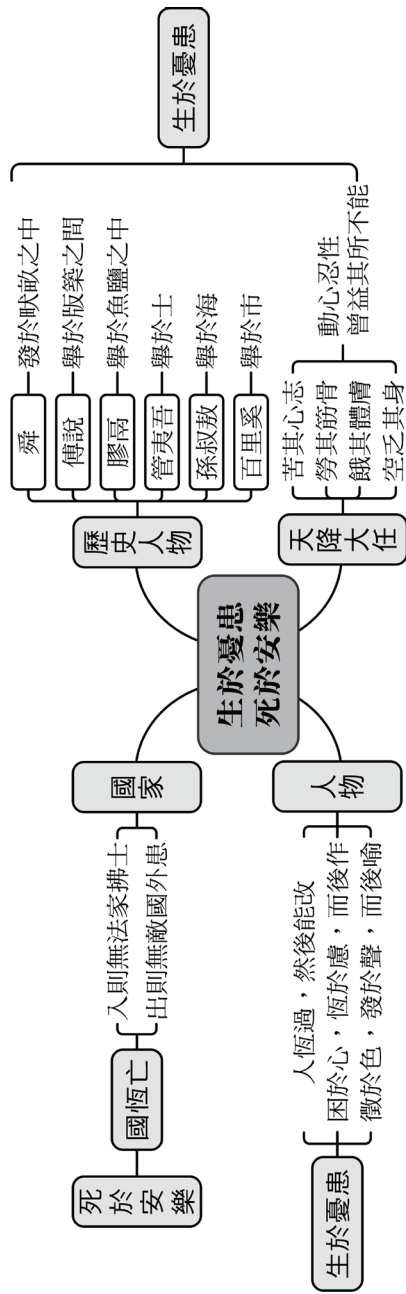 生於憂患
死於安樂
歷史人物
舜
發於畎畝之中
傅說
舉於版築之間
膠鬲
舉於魚鹽之中
管夷吾
舉於士
孫叔敖
舉於海
百里奚
舉於市
天降大任
苦其心志
勞其筋骨
餓其體膚
空乏其身
動心忍性
曾益其所不能
生於憂患
人物
人恆過，然後能改
困於心，恆於慮，而後作
徵於色，發於聲，而後喻
生於憂患
國家
入則無法家拂士
出則無敵國外患
國恆亡
死於安樂